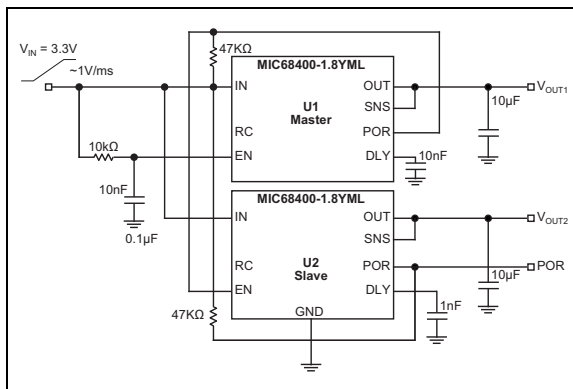 47KΩ
V_IN = 3.3V
~1V/ms
MIC68400-1.8YML
IN
OUT
V_OUT1
U1
Master
SNS
10µF
RC
POR
10kΩ
EN
DLY
10nF
10nF
0.1µF
MIC68400-1.8YML
IN
OUT
V_OUT2
SNS
U2
Slave
RC
POR
POR
10µF
EN
DLY
47KΩ
GND
1nF